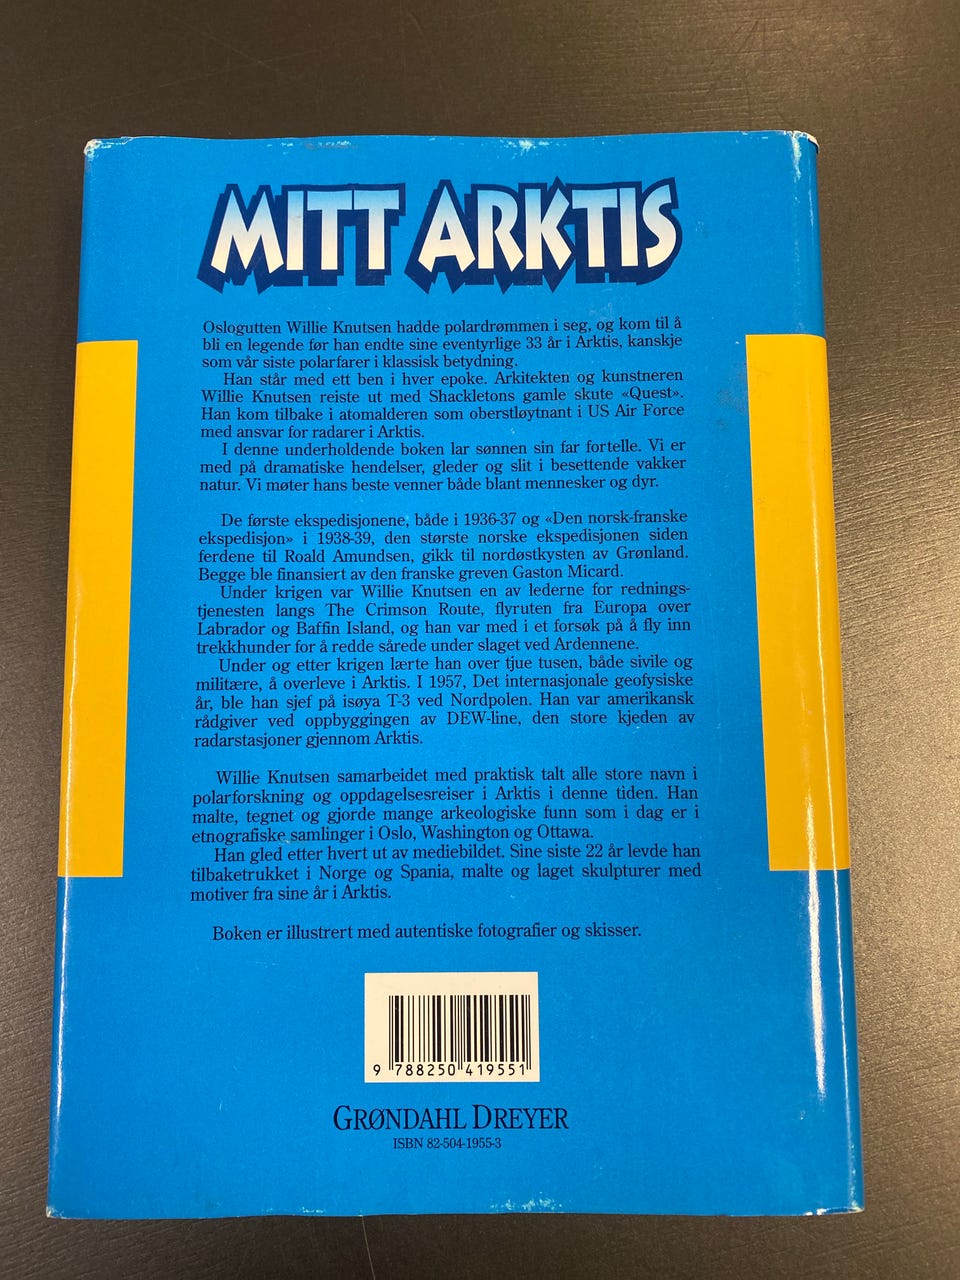 MITT ARKTIS
Oslogutten Willie Knutsen hadde polardrømmen i seg, og kom til å
bli en legende før han endte sine eventyrlige 33 år i Arktis, kanskje
som vår siste polarfarer i klassisk betydning.
Han står med ett ben i hver epoke. Arkitekten og kunstneren
Willie Knutsen reiste ut med Shackletons gamle skute «Quest».
Han kom tilbake i atomalderen som oberstløytnant i US Air Force
med ansvar for radarer i Arktis.
I denne underholdende boken lar sønnen sin far fortelle. Vi er
med på dramatiske hendelser, gleder og slit i besettende vakker
natur. Vi møter hans beste venner både blant mennesker og dyr.
De første ekspedisjonene, både i 1936-37 og «Den norsk-franske
ekspedisjon» i 1938-39, den største norske ekspedisjonen siden
ferdene til Roald Amundsen, gikk til nordøstkysten av Grønland.
Begge ble finansiert av den franske greven Gaston Micard.
Under krigen var Willie Knutsen en av lederne for rednings-
tjenesten langs The Crimson Route, flyruten fra Europa over
Labrador og Baffin Island, og han var med i et forsøk på å fly inn
trekkhunder for å redde sårede under slaget ved Ardennene.
Under og etter krigen lærte han over tjue tusen, både sivile og
militære, å overleve i Arktis. I 1957, Det internasjonale geofysiske
år, ble han sjef på isøya T-3 ved Nordpolen. Han var amerikansk
rådgiver ved oppbyggingen av DEW-line, den store kjeden av
radarstasjoner gjennom Arktis.
Willie Knutsen samarbeidet med praktisk talt alle store navn i
polarforskning og oppdagelsesreiser i Arktis i denne tiden. Han
malte, tegnet og gjorde mange arkeologiske funn som i dag er i
etnografiske samlinger i Oslo, Washington og Ottawa.
Han gled etter hvert ut av mediebildet. Sine siste 22 år levde han
tilbaketrukket i Norge og Spania, malte og laget skulpturer med
motiver fra sine år i Arktis.
Boken er illustrert med autentiske fotografier og skisser.
9 788250 419551
GRØNDAHL DREYER
ISBN 82-504-1955-3